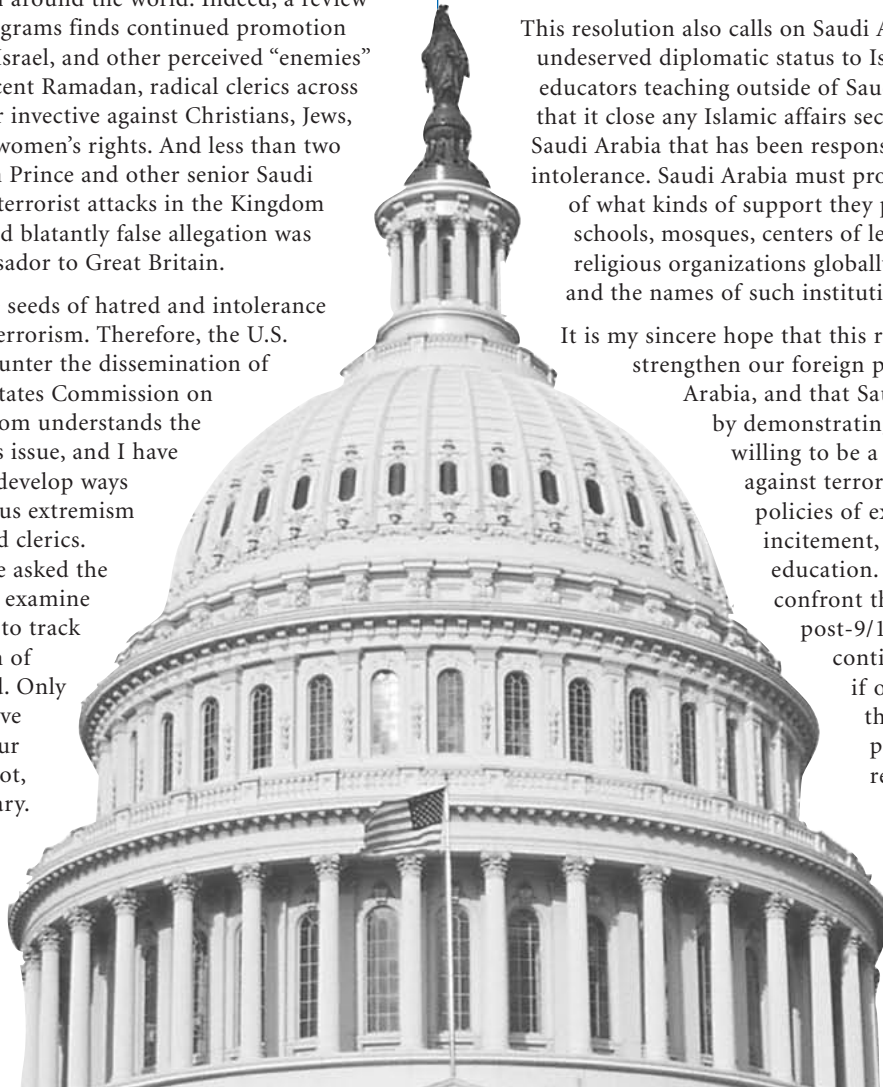 around the world. Indeed, a review
grams finds continued promotion
Israel, and other perceived “enemies”
cent Ramadan, radical clerics across
r invective against Christians, Jews,
women’s rights. And less than two
n Prince and other senior Saudi
terrorist attacks in the Kingdom
d blatantly false allegation was
sador to Great Britain.
seeds of hatred and intolerance
errorism. Therefore, the U.S.
unter the dissemination of
tates Commission on
om understands the
s issue, and I have
develop ways
us extremism
d clerics.
e asked the
examine
to track
n of
d. Only
ve
ur
ot,
ary.
This resolution also calls on Saudi A
undeserved diplomatic status to Is
educators teaching outside of Sau
that it close any Islamic affairs sec
Saudi Arabia that has been respons
intolerance. Saudi Arabia must pro
of what kinds of support they p
schools, mosques, centers of le
religious organizations globally
and the names of such instituti
It is my sincere hope that this r
strengthen our foreign p
Arabia, and that Sau
by demonstratin
willing to be a
against terror
policies of ex
incitement,
education.
confront th
post-9/1
conti
if o
th
p
re